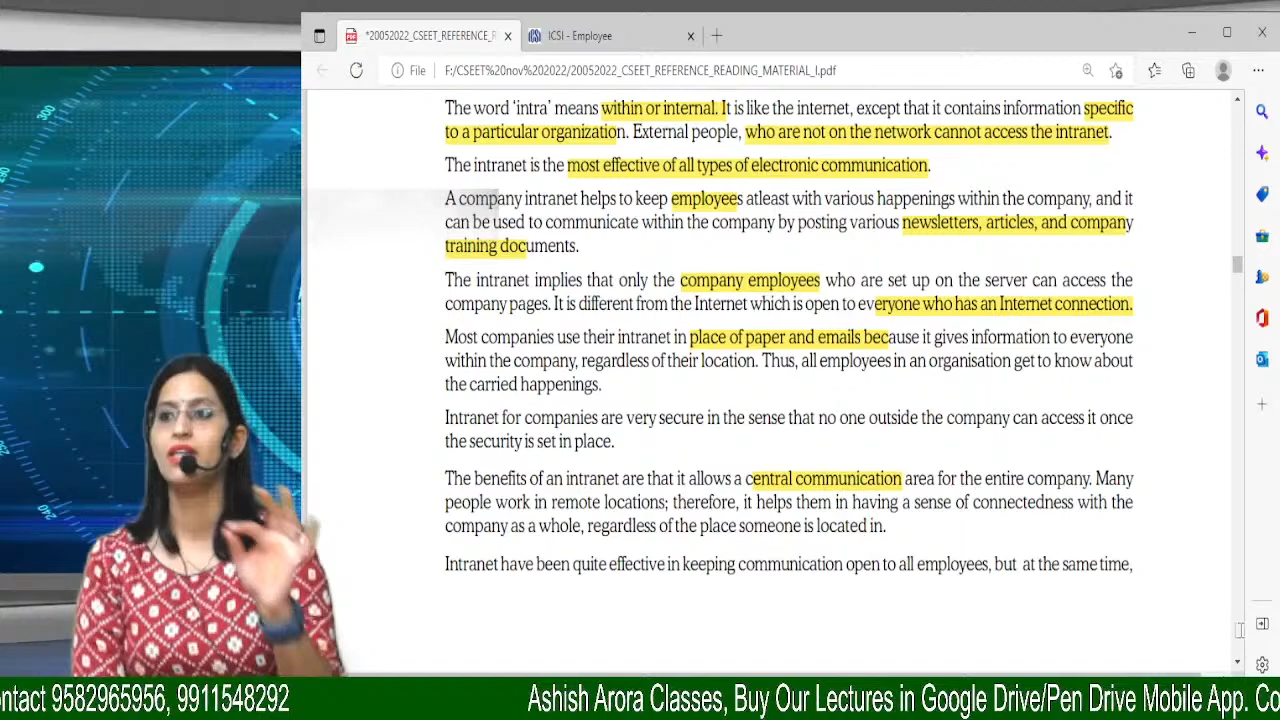 *20052022_CSEET_REFERENCE_R
ICSI - Employee
File
F:/CSEET%20nov%202022/20052022_CSEET_REFERENCE_READING_MATERIAL_I.pdf
The word ‘intra’ means within or internal. It is like the internet, except that it contains information specific
to a particular organization. External people, who are not on the network cannot access the intranet.
The intranet is the most effective of all types of electronic communication.
A company intranet helps to keep employees atleast with various happenings within the company, and it
can be used to communicate within the company by posting various newsletters, articles, and company
training documents.
The intranet implies that only the company employees who are set up on the server can access the
company pages. It is different from the Internet which is open to everyone who has an Internet connection.
Most companies use their intranet in place of paper and emails because it gives information to everyone
within the company, regardless of their location. Thus, all employees in an organisation get to know about
the carried happenings.
Intranet for companies are very secure in the sense that no one outside the company can access it once
the security is set in place.
The benefits of an intranet are that it allows a central communication area for the entire company. Many
people work in remote locations; therefore, it helps them in having a sense of connectedness with the
company as a whole, regardless of the place someone is located in.
Intranet have been quite effective in keeping communication open to all employees, but at the same time,
300
240
ontact 9582965956, 9911548292 Ashish Arora Classes, Buy Our Lectures in Google Drive/Pen Drive Mobile App. Co